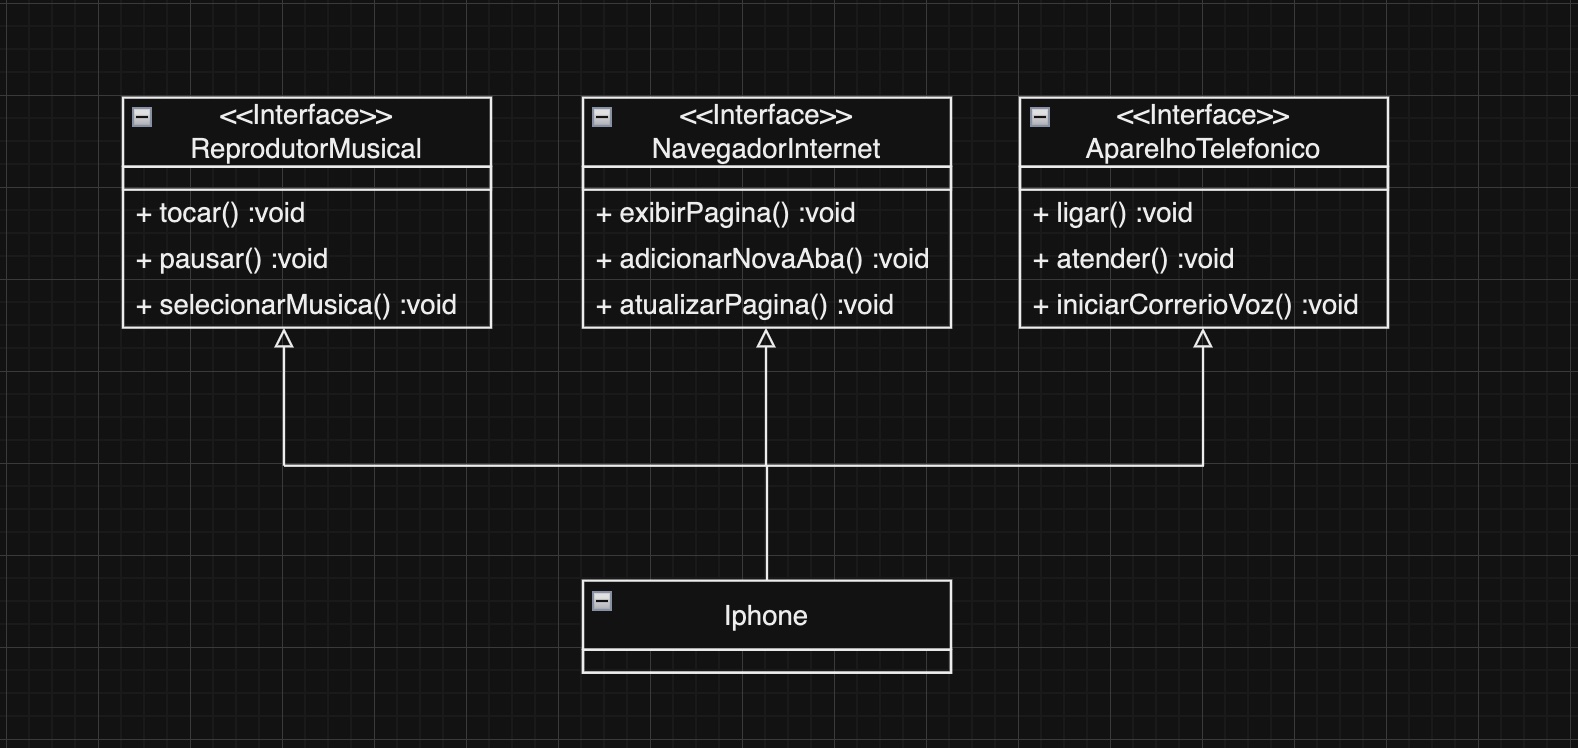 <<Interface>>
ReprodutorMusical
+ tocar() :void
+ pausar() :void
+ selecionarMusica() :void
<<Interface>>
NavegadorInternet
+ exibirPagina() :void
+ adicionarNovaAba() :void
+ atualizarPagina() :void
<<Interface>>
AparelhoTelefonico
+ ligar() :void
+ atender() :void
+ iniciarCorrerioVoz() :void
Iphone